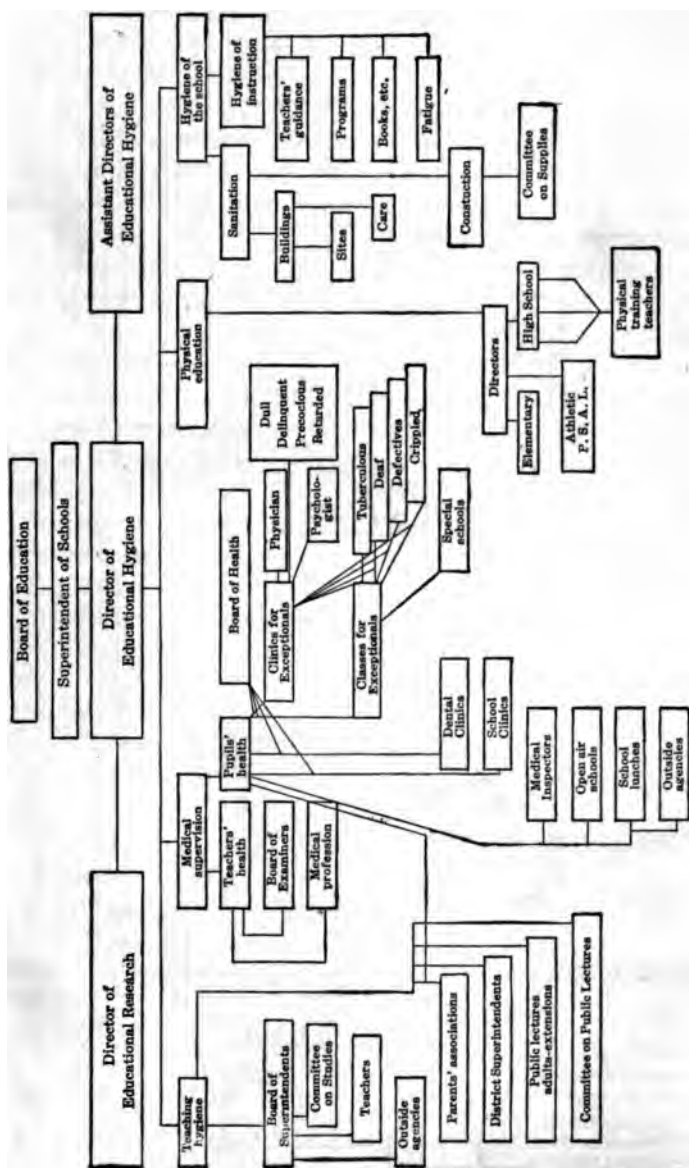 Board of Education
Superintendent of Schools
Director of
Educational Research
Director of
Educational Hygiene
Assistant Directors of
Educational Hygiene
Teaching
hygiene
Medical
supervision
Physical
education
Hygiene of
the school
Board of
Superintendents
Committee
on Studies
Teachers
Outside
agencies
Parents' associations
District Superintendents
Public lectures
adults-extensions
Committee on Public Lectures
Teachers'
health
Board of
Examiners
Medical
profession
Pupils'
health
Board of Health
Clinics for
Exceptionals
Physician
Psycholo-
gist
Dull
Delinquent
Precocious
Retarded
Classes for
Exceptionals
Tuberculous
Deaf
Defectives
Crippled
Special
schools
Dental
Clinics
School
Clinics
Medical
Inspectors
Open air
schools
School
lunches
Outside
agencies
Directors
Elementary
High School
Athletic
P. S. A. L.
Physical
training
teachers
Sanitation
Buildings
Sites
Care
Constuction
Committee
on Supplies
Hygiene of
instruction
Teachers'
guidance
Programs
Books, etc.
Fatigue